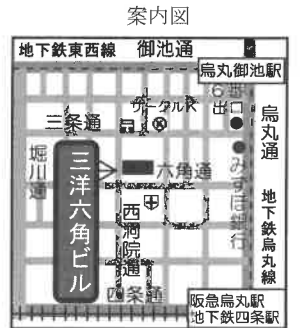 案内図
地下鉄東西線 御池通
烏丸御池駅
サークルK
6出口
三条通
烏丸通
堀川通
三洋六角ビル
六角通
みずほ銀行
西洞院通
地下鉄烏丸線
四条通
阪急烏丸駅
地下鉄四条駅